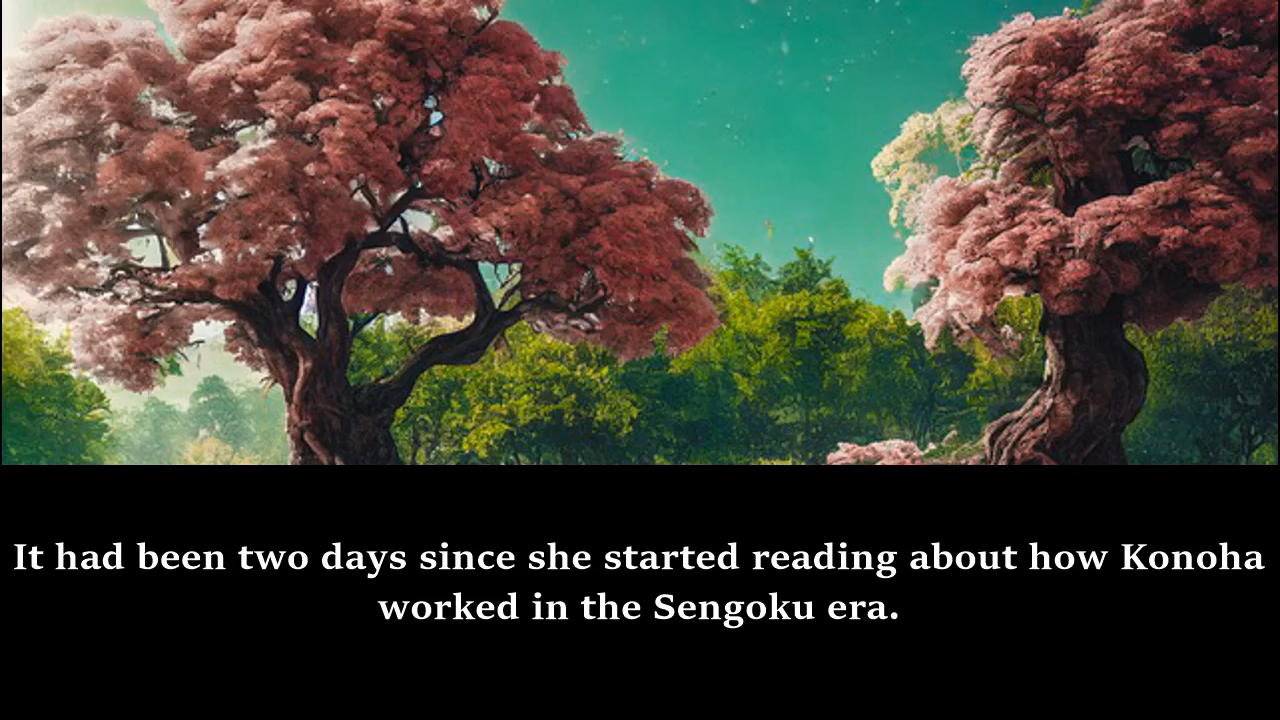 It had been two days since she started reading about how Konoha
worked in the Sengoku era.